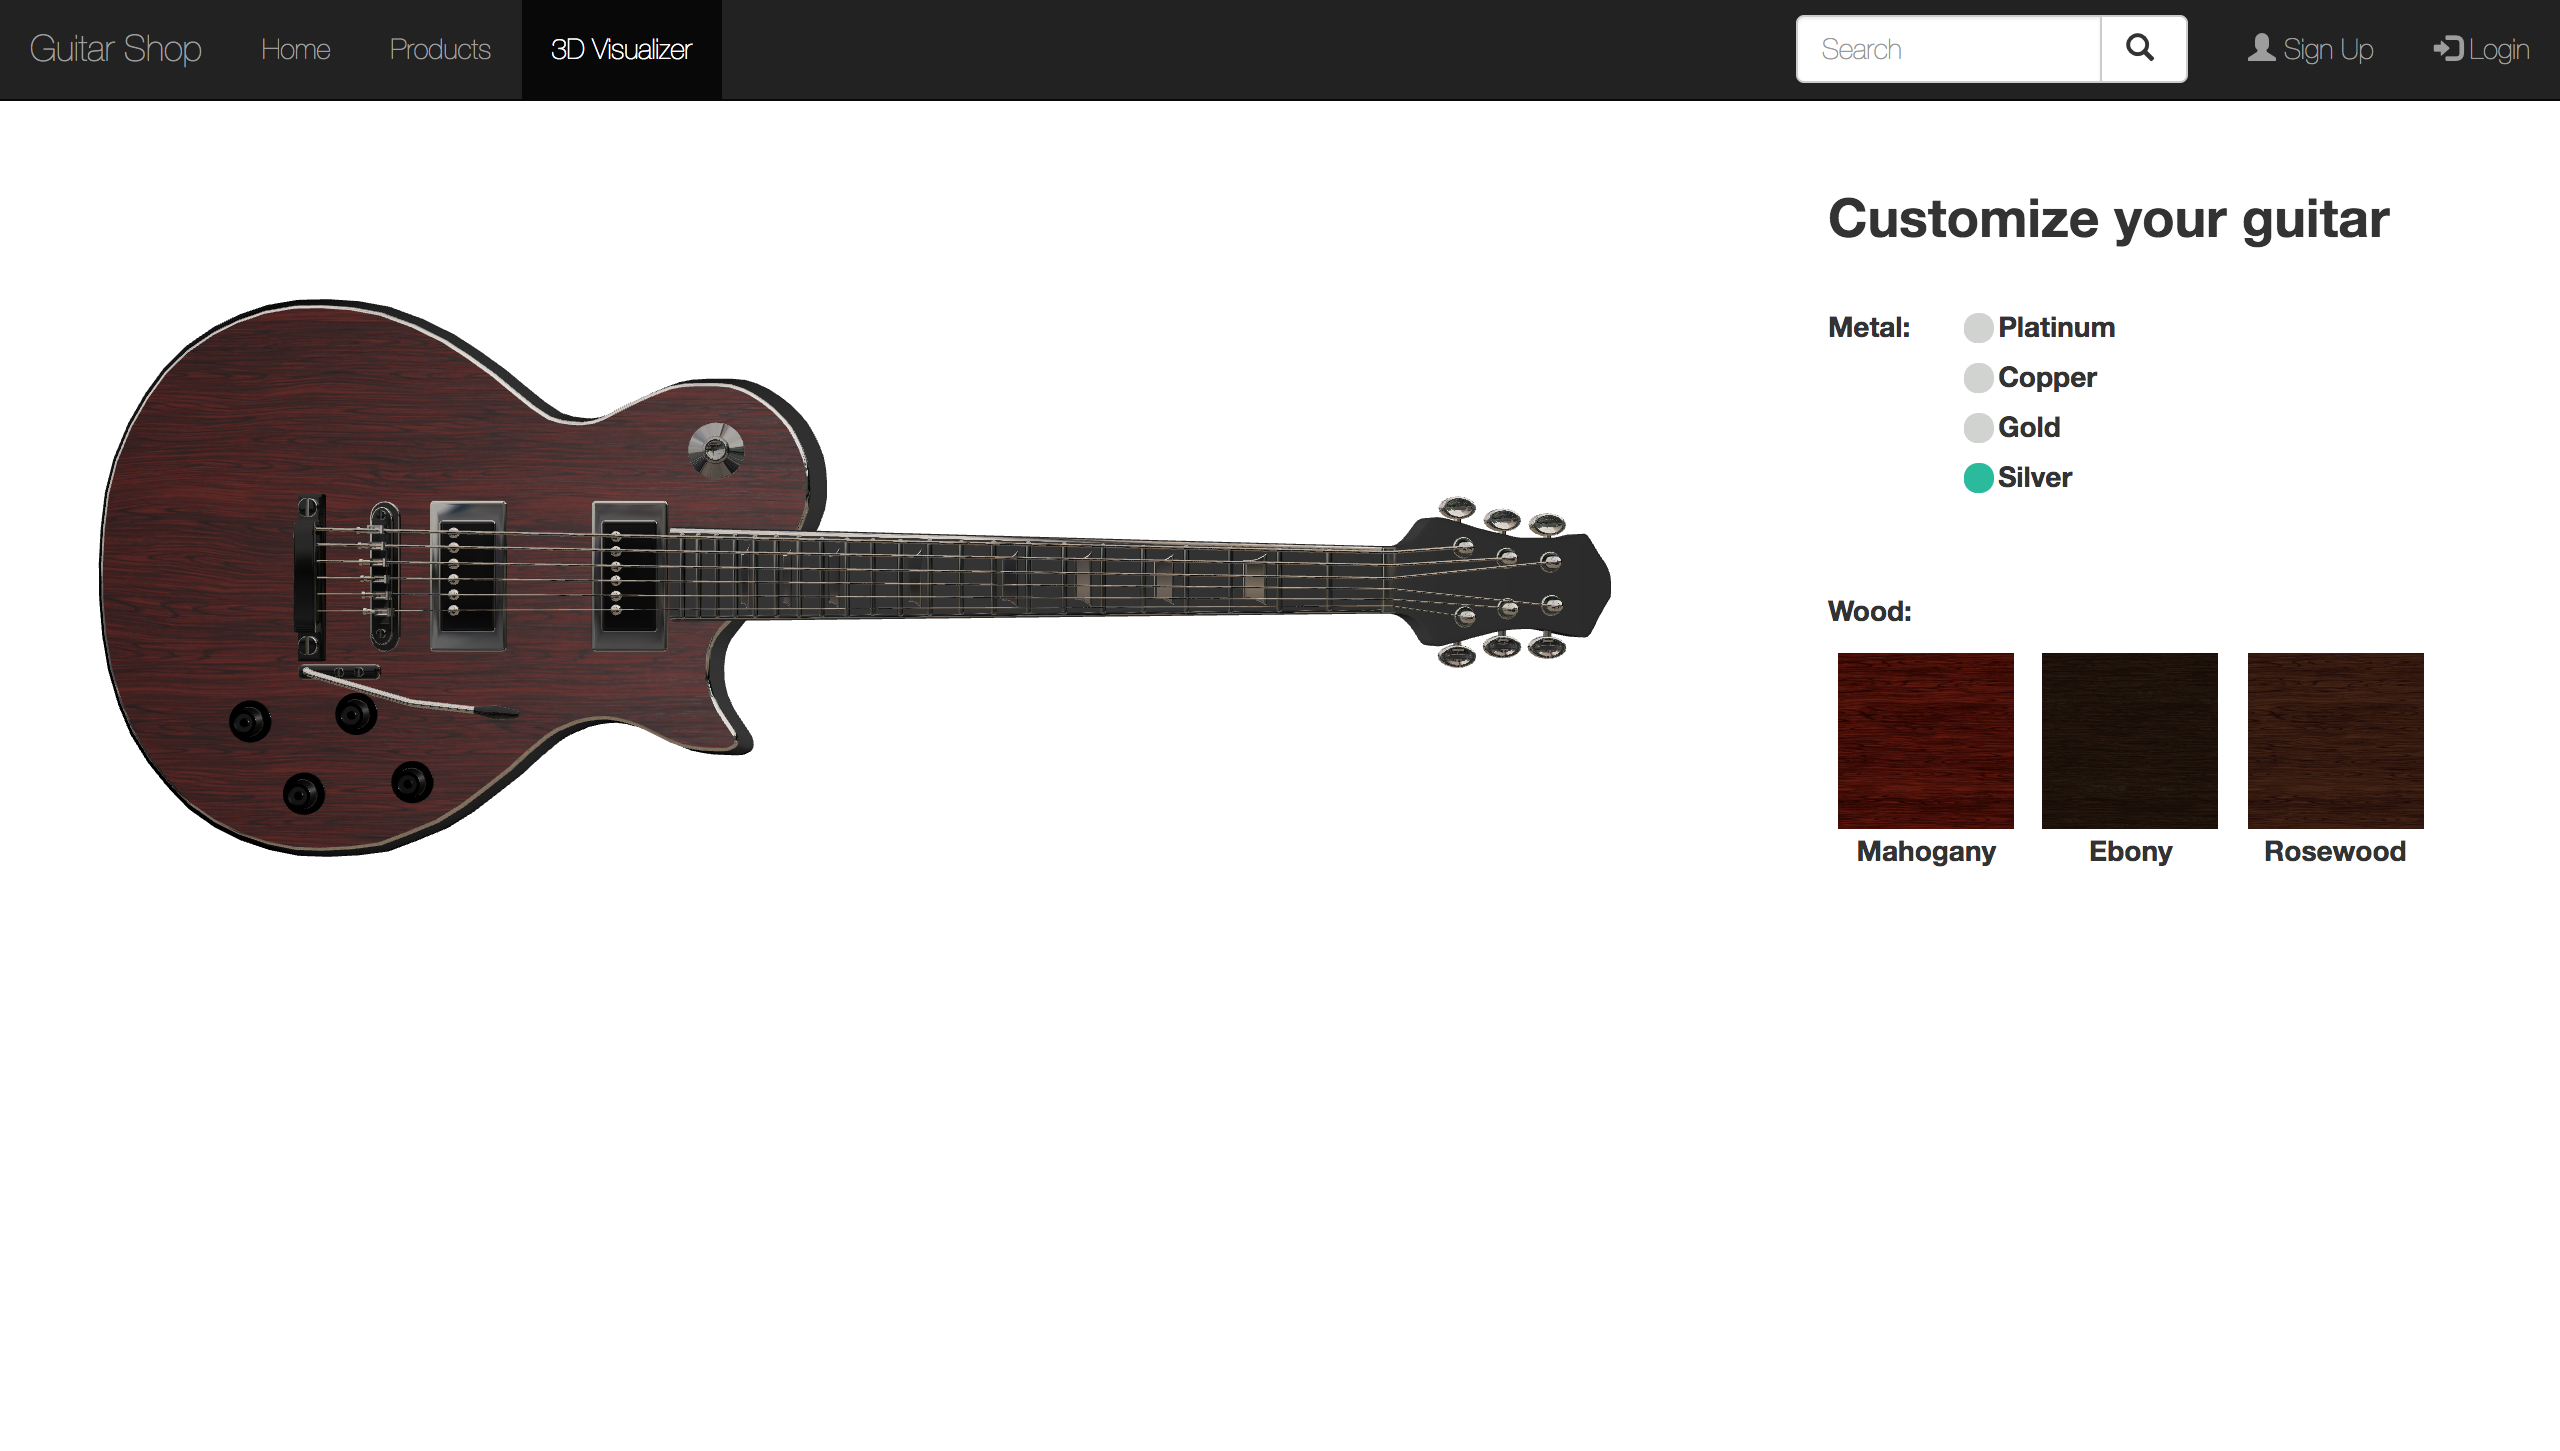 Guitar Shop Home Products 3D Visualizer Search Sign Up Login
Customize your guitar
Metal: Platinum
Copper
Gold
Silver
Wood:
Mahogany Ebony Rosewood